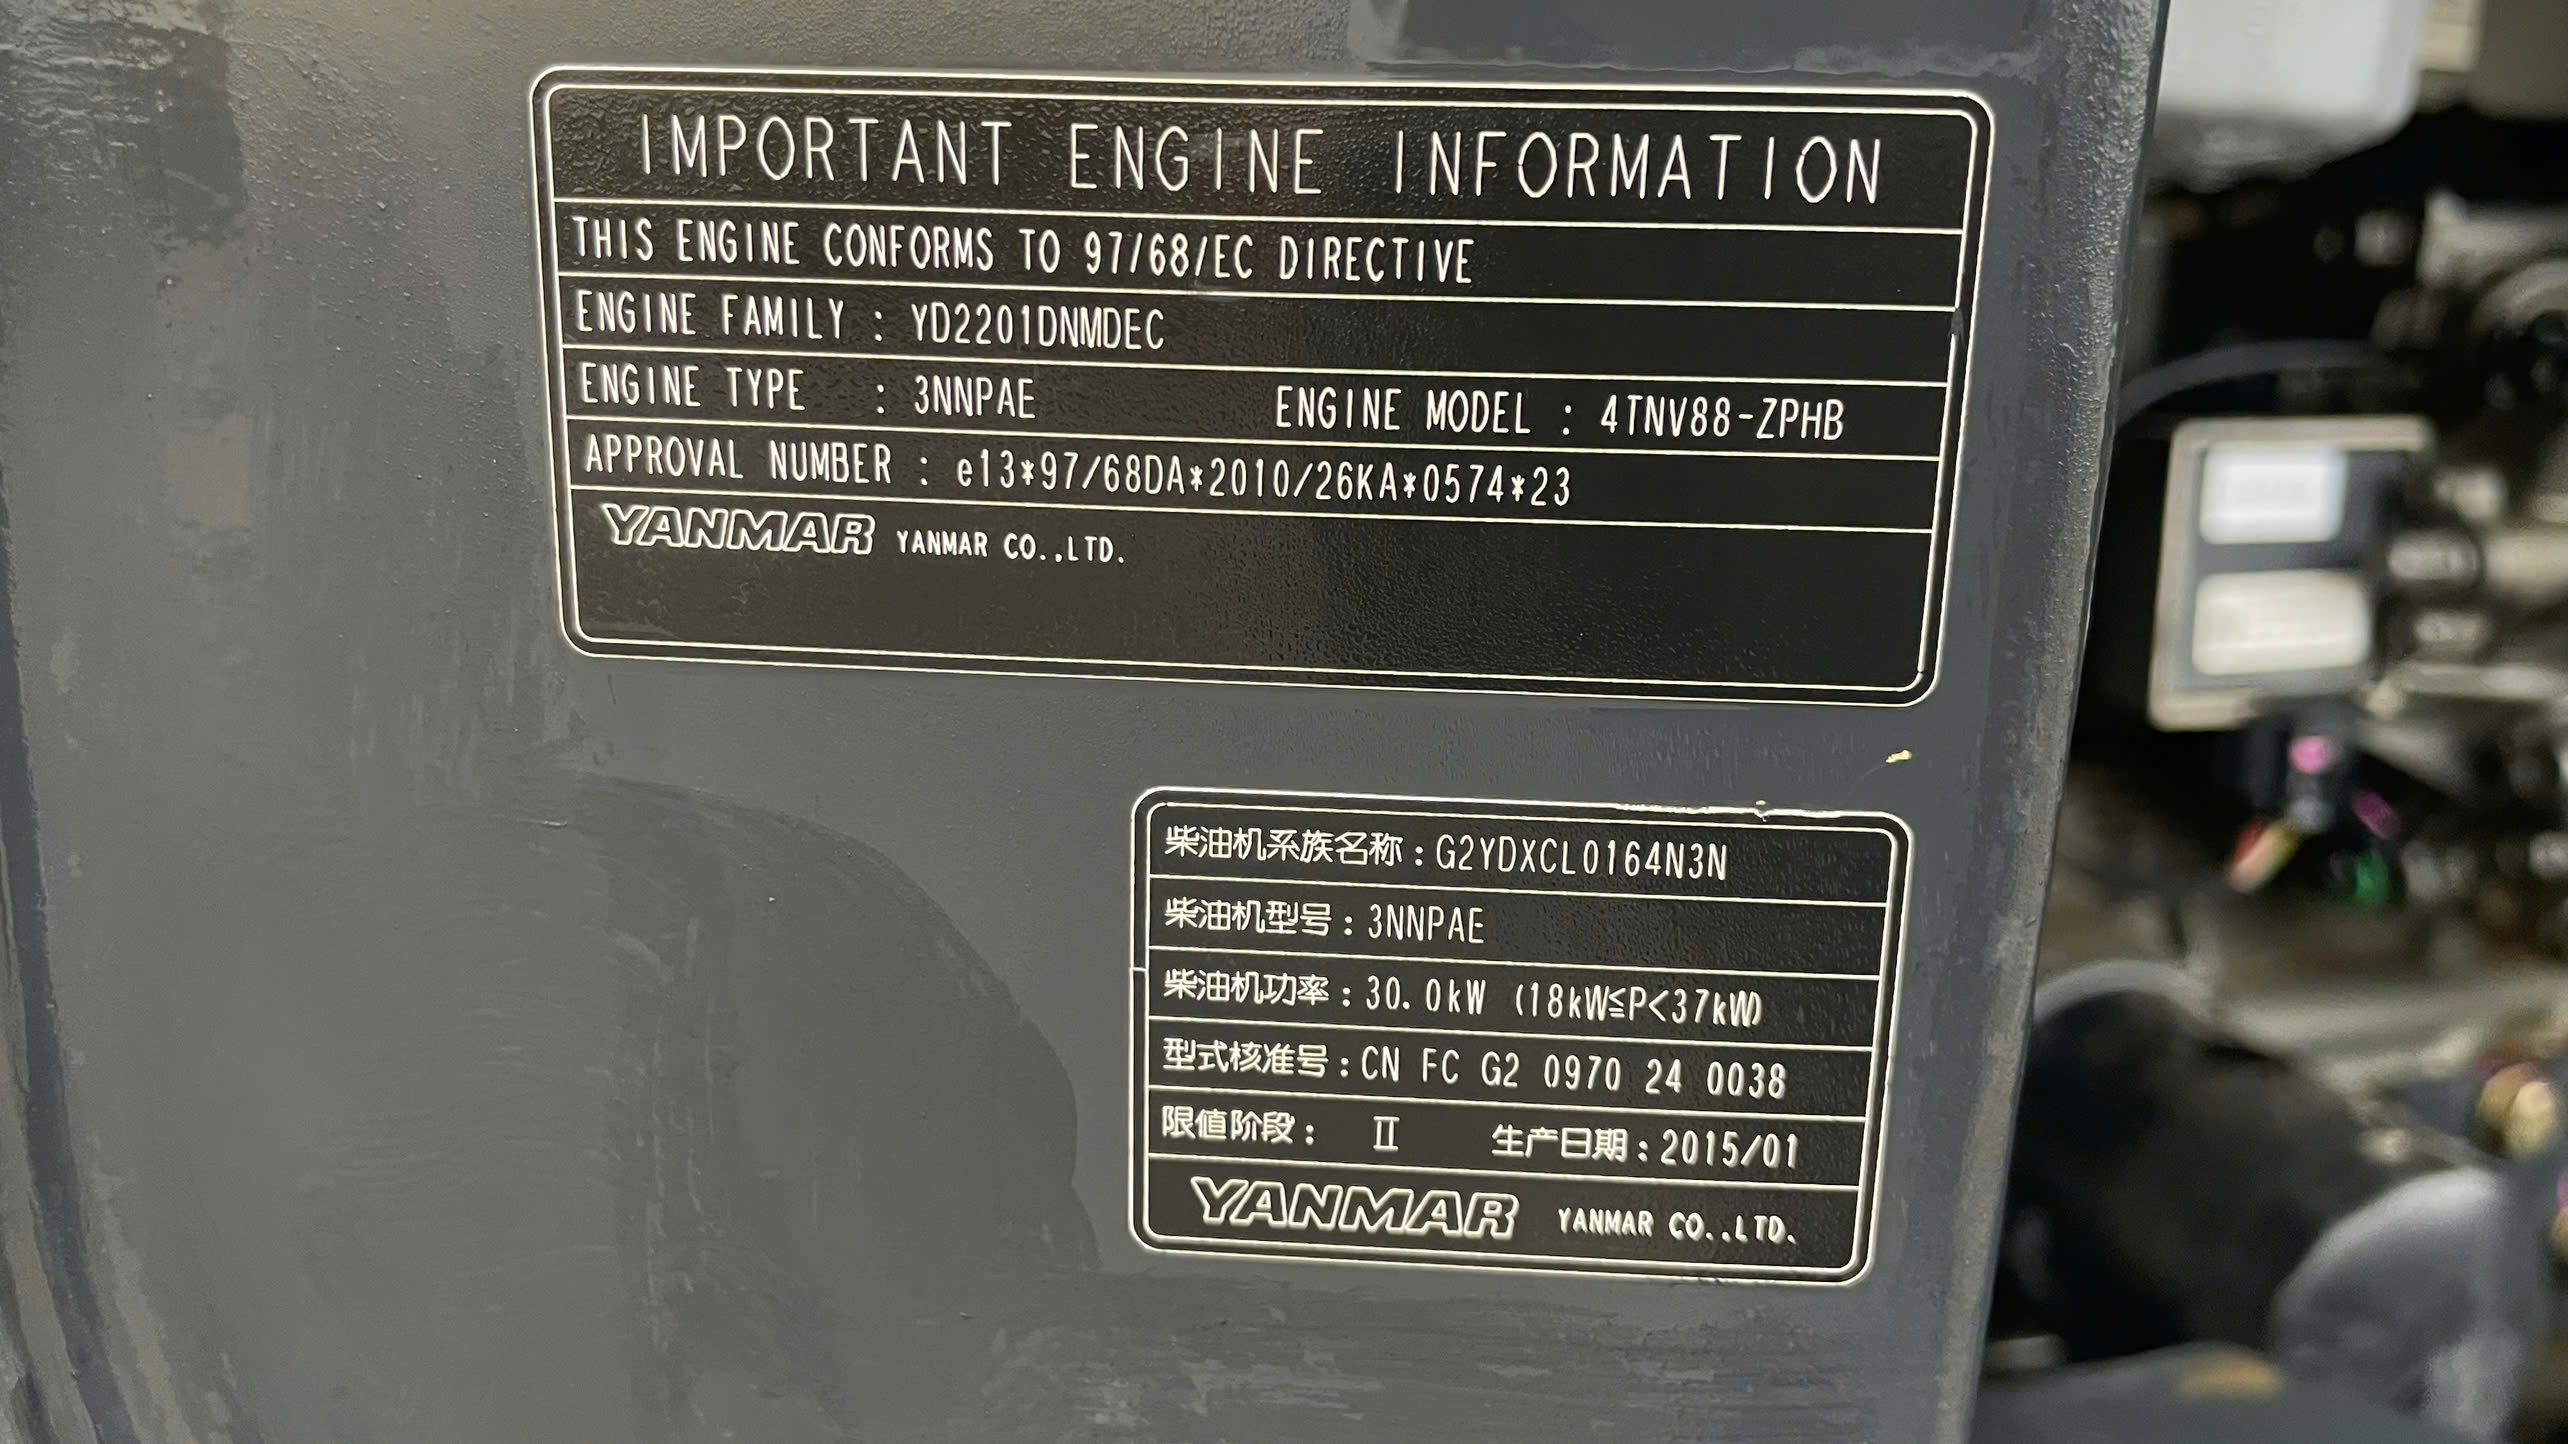 IMPORTANT ENGINE INFORMATION
THIS ENGINE CONFORMS TO 97/68/EC DIRECTIVE
ENGINE FAMILY : YD2201DNMDEC
ENGINE TYPE : 3NNPAE ENGINE MODEL : 4TNV88-ZPHB
APPROVAL NUMBER : e13*97/68DA*2010/26KA*0574*23
YANMAR YANMAR CO.,LTD.
柴油机系族名称：G2YDXCL0164N3N
柴油机型号：3NNPAE
柴油机功率：30.0kW (18kW≦P<37kW)
型式核准号：CN FC G2 0970 24 0038
限值阶段： Ⅱ 生产日期：2015/01
YANMAR YANMAR CO.,LTD.